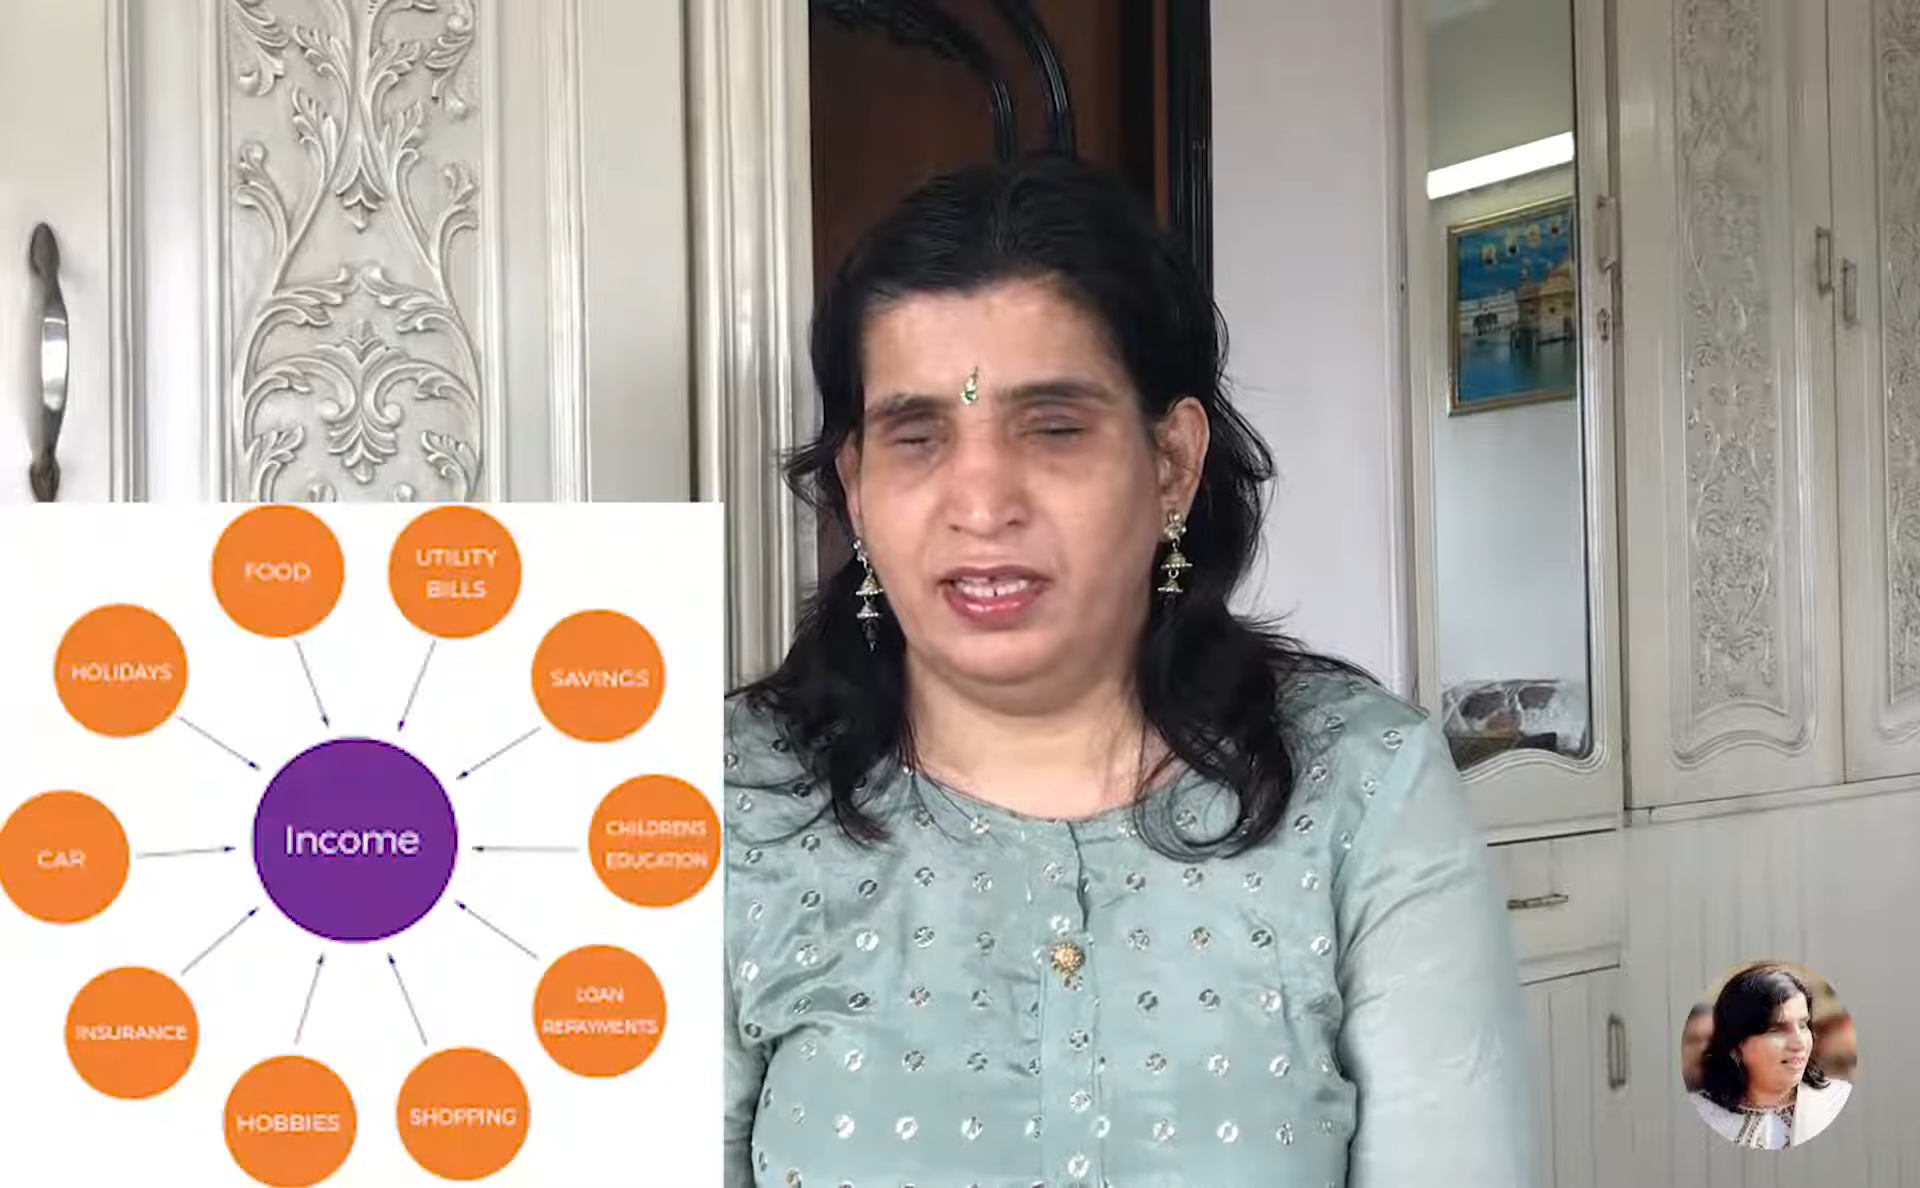 FOOD
UTILITY
BILLS
HOLIDAYS
SAVINGS
CAR
Income
CHILDRENS
EDUCATION
INSURANCE
LOAN
REPAYMENTS
HOBBIES
SHOPPING